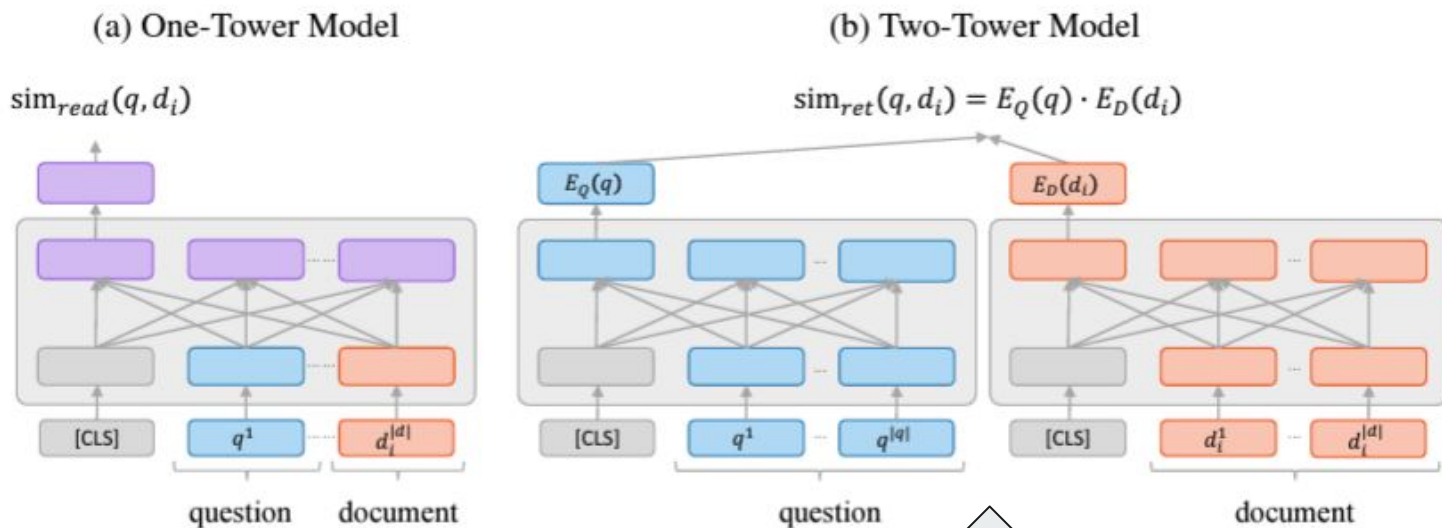 (a) One-Tower Model
(b) Two-Tower Model
sim_read(q, d_i)
sim_ret(q, d_i) = E_Q(q) · E_D(d_i)
E_Q(q)
E_D(d_i)
......
...
...
......
...
...
[CLS] q^1 ...... d_i^|d|
[CLS] q^1 ... q^|q|
[CLS] d_i^1 ... d_i^|d|
question document
question
document